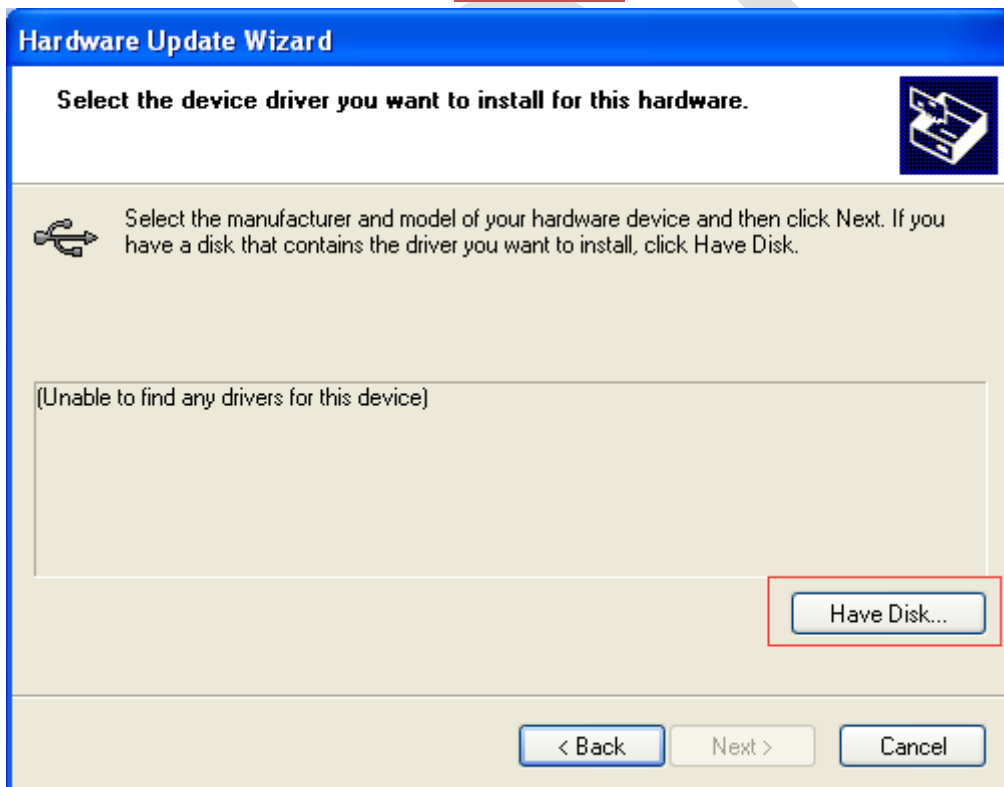 Hardware Update Wizard
Select the device driver you want to install for this hardware.
Select the manufacturer and model of your hardware device and then click Next. If you
have a disk that contains the driver you want to install, click Have Disk.
(Unable to find any drivers for this device)
Have Disk...
< Back Next > Cancel